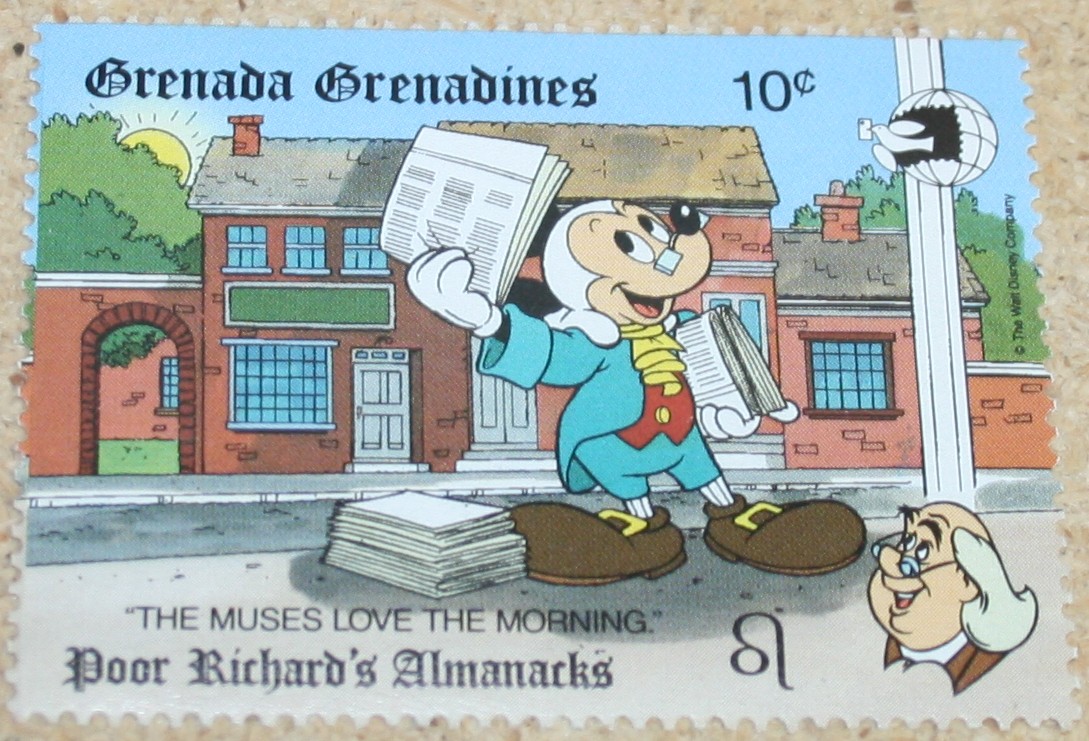 Grenada Grenadines
10¢
© The Walt Disney Company
"THE MUSES LOVE THE MORNING."
Poor Richard's Almanacks